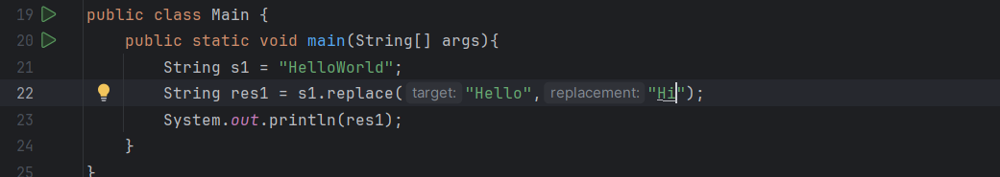 19 public class Main {
20 public static void main(String[] args){
21 String s1 = "HelloWorld";
22 String res1 = s1.replace( target: "Hello", replacement: "Hi");
23 System.out.println(res1);
24 }
25 }